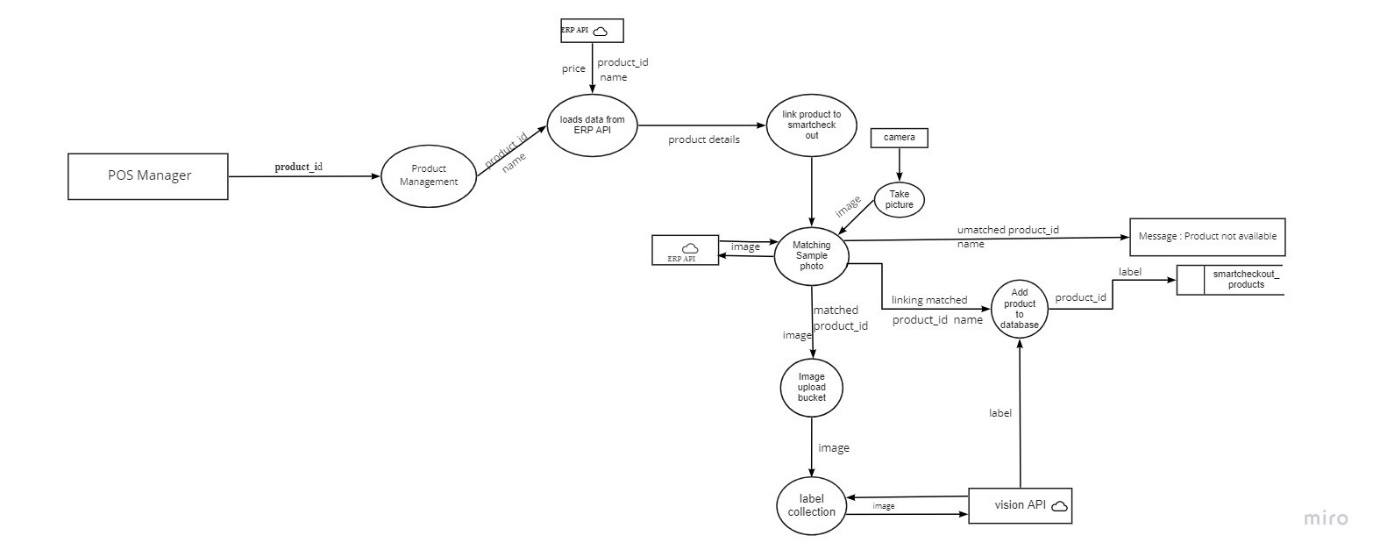 ERP API
price
product_id
name
loads data from
ERP API
link product to
smartcheck
out
product details
camera
product_id
name
POS Manager
product_id
Product
Management
Take
picture
image
umatched product_id
name
Message : Product not available
image
ERP API
Matching
Sample
photo
label
smartcheckout_
products
linking matched
product_id name
Add
product
to
database
product_id
matched
product_id
image
Image
upload
bucket
label
image
label
collection
image
vision API
miro